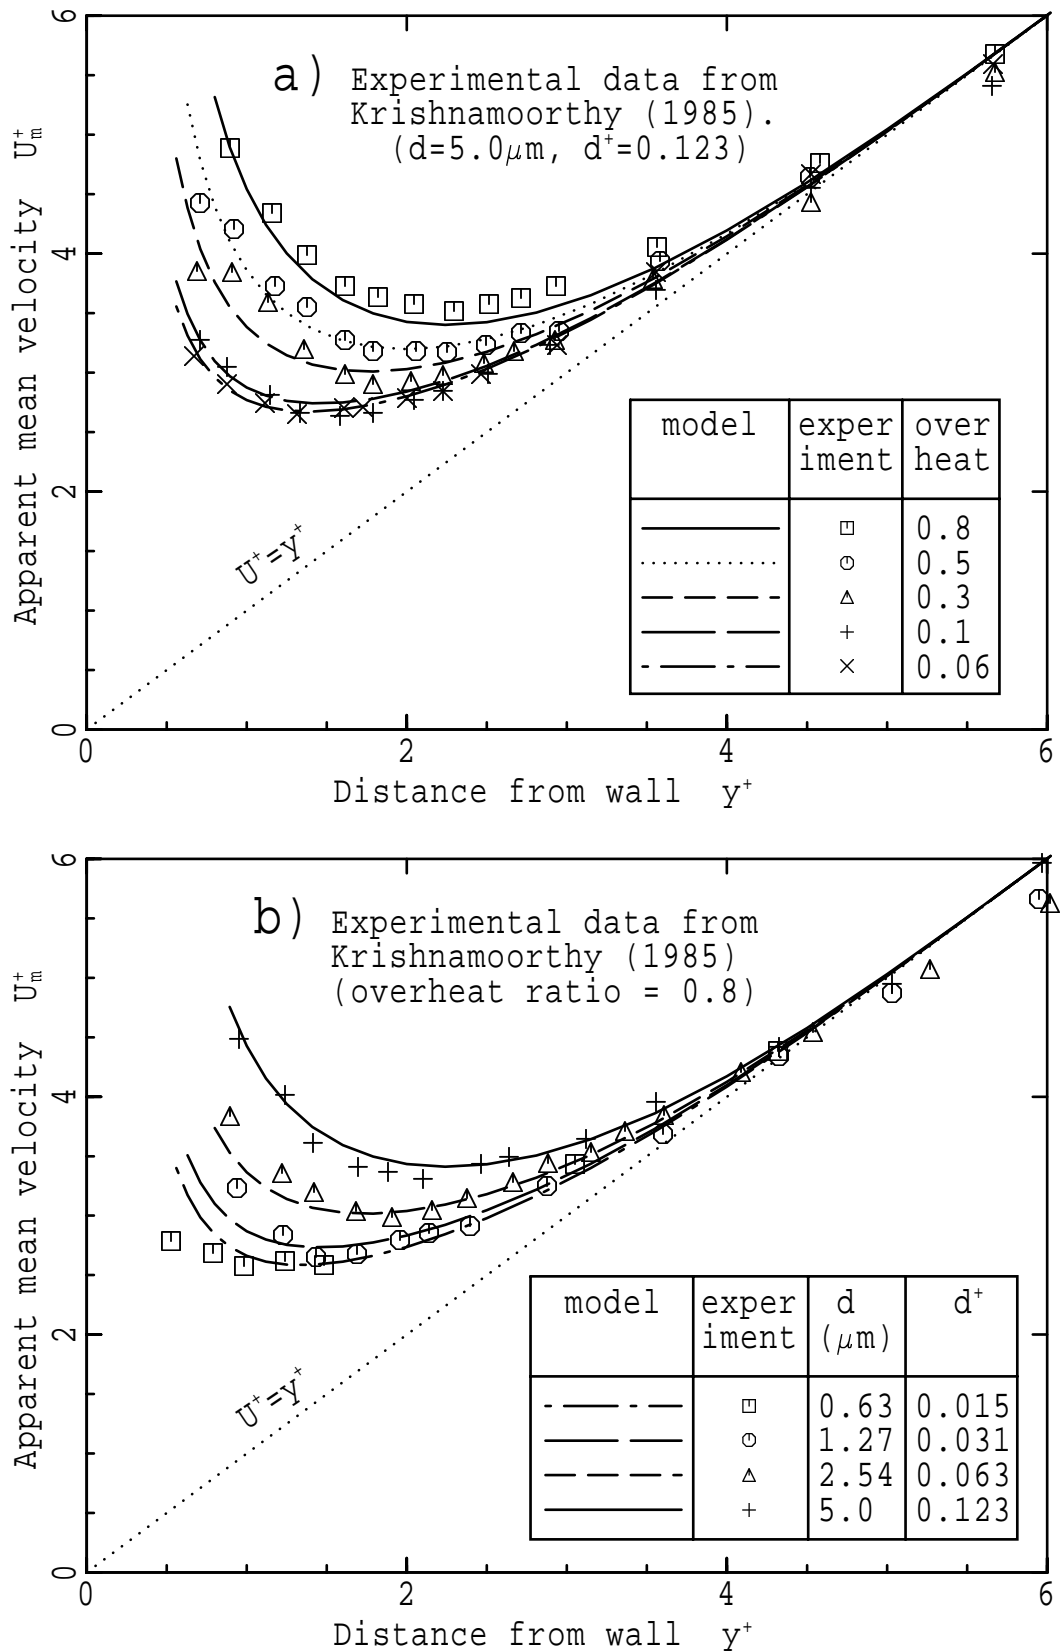 6
a) Experimental data from
Krishnamoorthy (1985).
(d=5.0μm, d⁺=0.123)
Apparent mean velocity Uₘ⁺
4
2
0
U⁺=y⁺
model exper iment over heat
0.8
0.5
0.3
0.1
0.06
0 2 4 6
Distance from wall y⁺
6
b) Experimental data from
Krishnamoorthy (1985)
(overheat ratio = 0.8)
Apparent mean velocity Uₘ⁺
4
2
0
U⁺=y⁺
model exper iment d (μm) d⁺
0.63 0.015
1.27 0.031
2.54 0.063
5.0 0.123
0 2 4 6
Distance from wall y⁺